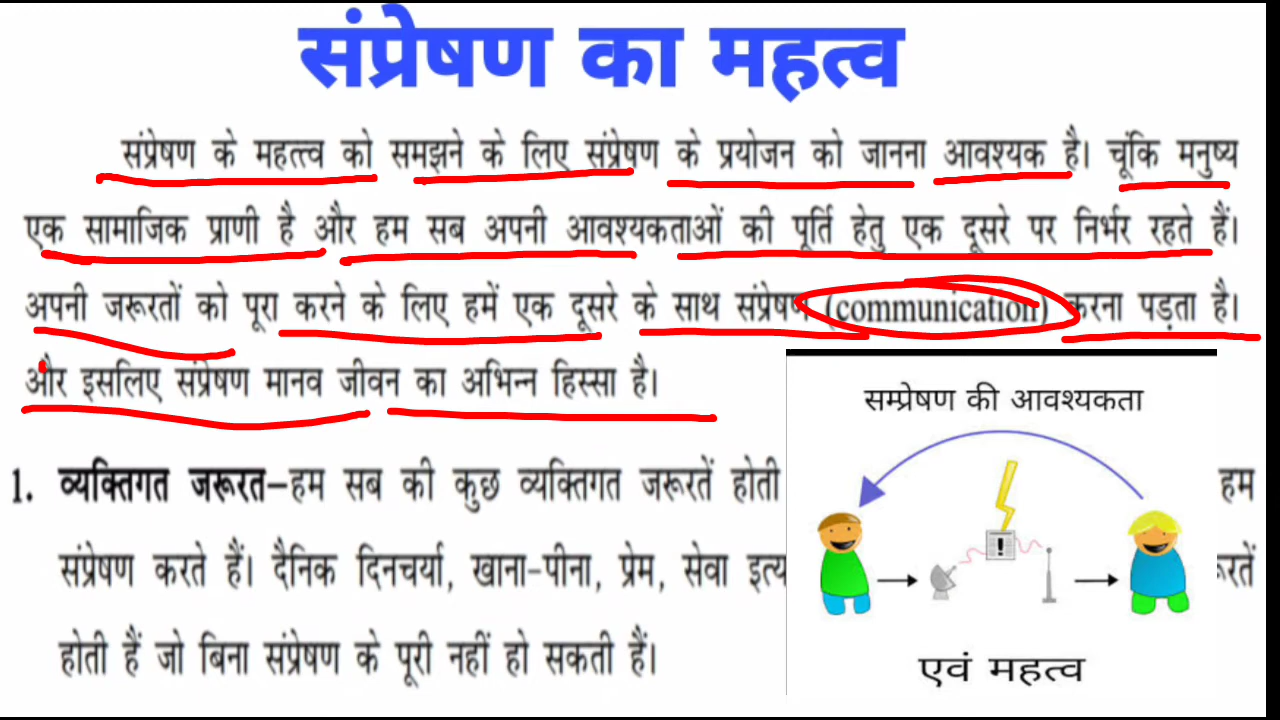 संप्रेषण का महत्व
संप्रेषण के महत्त्व को समझने के लिए संप्रेषण के प्रयोजन को जानना आवश्यक है। चूंकि मनुष्य
एक सामाजिक प्राणी है और हम सब अपनी आवश्यकताओं की पूर्ति हेतु एक दूसरे पर निर्भर रहते हैं।
अपनी जरूरतों को पूरा करने के लिए हमें एक दूसरे के साथ संप्रेषण (communication) करना पड़ता है।
और इसलिए संप्रेषण मानव जीवन का अभिन्न हिस्सा है।
1. व्यक्तिगत जरूरत–हम सब की कुछ व्यक्तिगत जरूरतें होती हम
संप्रेषण करते हैं। दैनिक दिनचर्या, खाना-पीना, प्रेम, सेवा
होती हैं जो बिना संप्रेषण के पूरी नहीं हो सकती हैं।
सम्प्रेषण की आवश्यकता
!
एवं महत्व